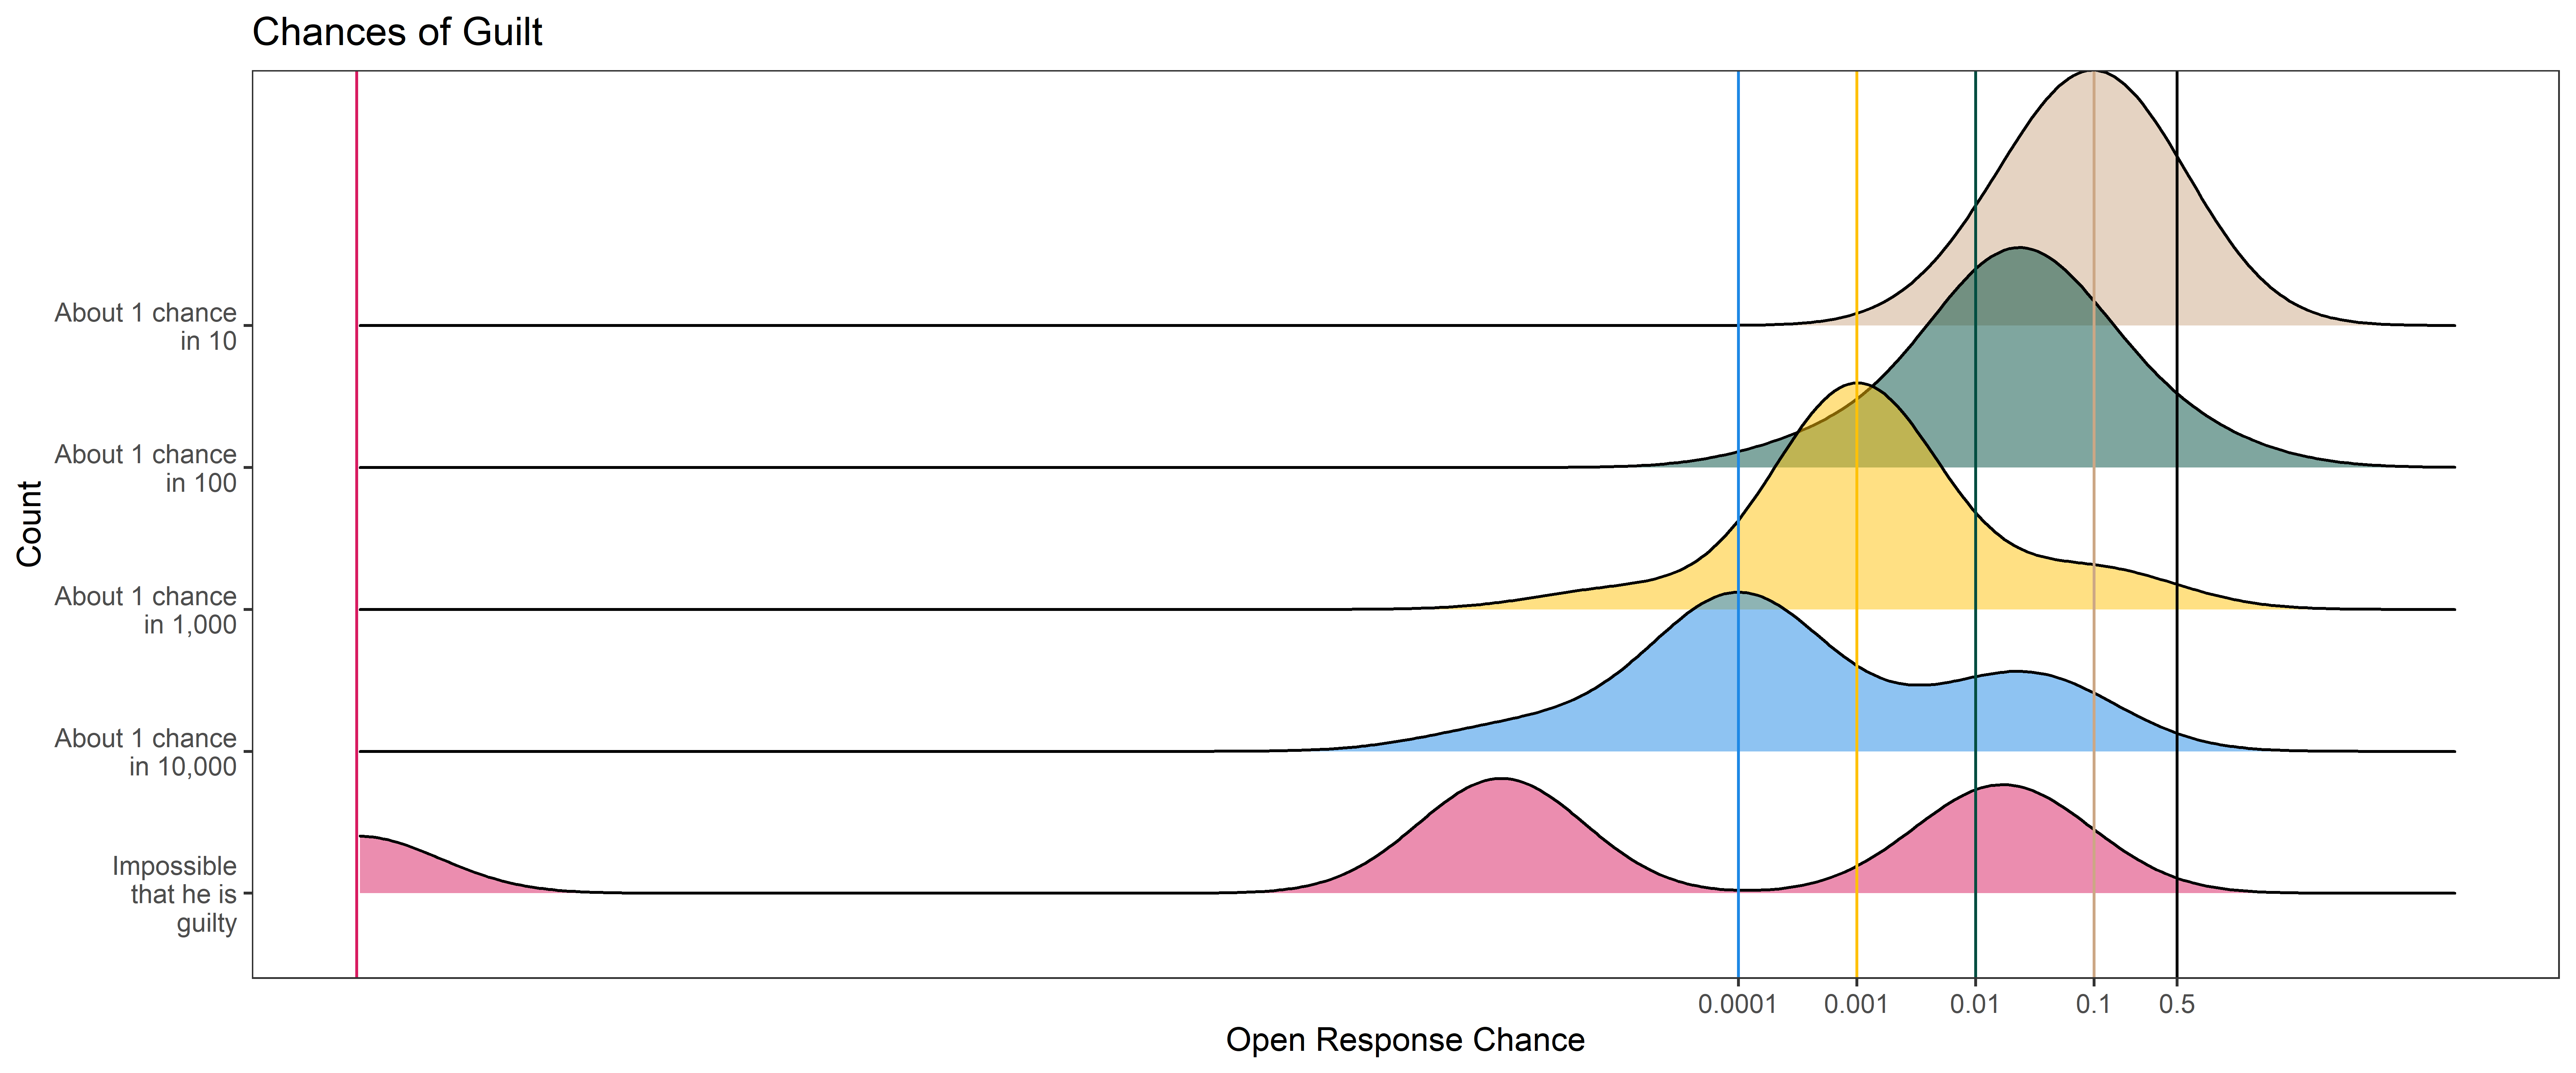 Chances of Guilt
Count
About 1 chance
in 10
About 1 chance
in 100
About 1 chance
in 1,000
About 1 chance
in 10,000
Impossible
that he is
guilty
0.0001 0.001 0.01 0.1 0.5
Open Response Chance